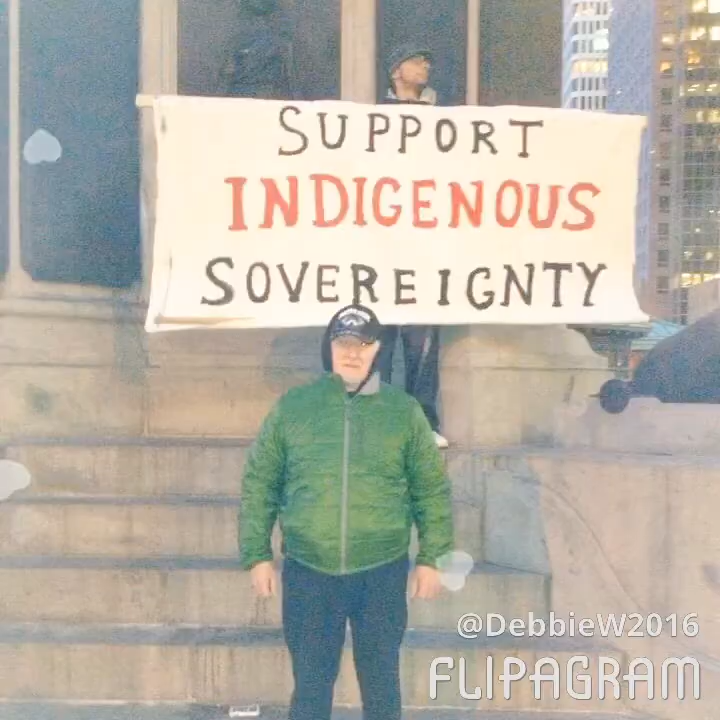 SUPPORT
INDIGENOUS
SOVEREIGNTY
@DebbieW2016
FLIPAGRAM